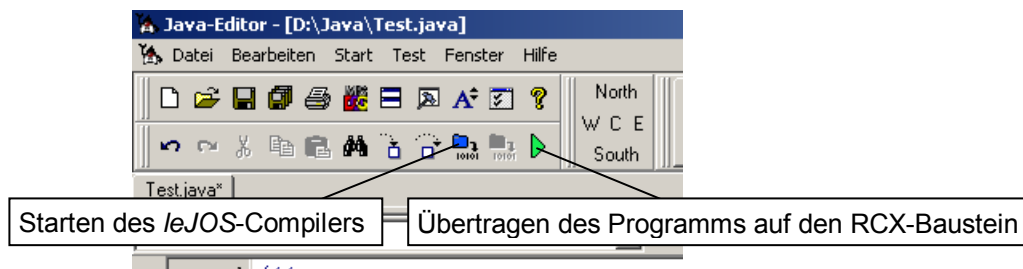 Java-Editor - [D:\Java\Test.java]
Datei Bearbeiten Start Test Fenster Hilfe
North
W C E
South
Test.java*
Starten des leJOS-Compilers
Übertragen des Programms auf den RCX-Baustein